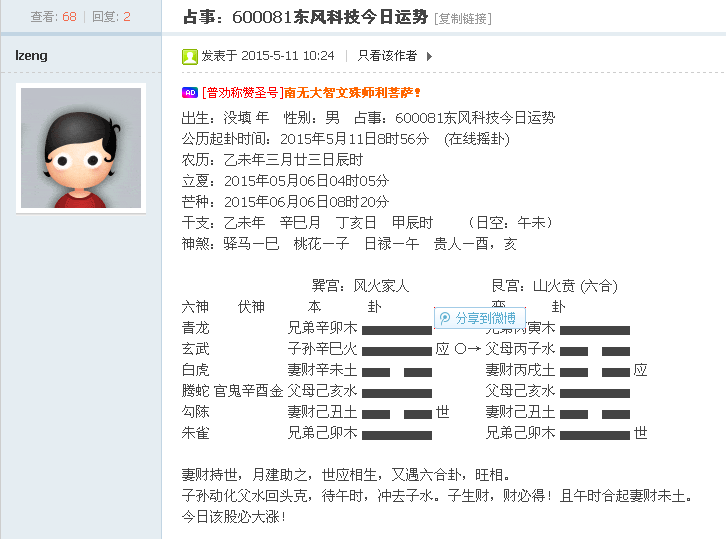 查看: 68 | 回复: 2
占事：600081东风科技今日运势 [复制链接]
lzeng
发表于 2015-5-11 10:24 | 只看该作者
AD [普劝称赞圣号]南无大智文殊师利菩萨！
出生：没填 年 性别：男 占事：600081东风科技今日运势
公历起卦时间：2015年5月11日8时56分 (在线摇卦)
农历：乙未年三月廿三日辰时
立夏：2015年05月06日04时05分
芒种：2015年06月06日08时20分
干支：乙未年 辛巳月 丁亥日 甲辰时 （日空：午未）
神煞：驿马—巳 桃花—子 日禄—午 贵人—酉，亥
巽宫：风火家人 艮宫：山火贲 (六合)
六神 伏神 本 卦 变 卦
分享到微博
青龙 兄弟辛卯木 兄弟丙寅木
玄武 子孙辛巳火 应 ○→ 父母丙子水
白虎 妻财辛未土 妻财丙戌土 应
腾蛇 官鬼辛酉金 父母己亥水 父母己亥水
勾陈 妻财己丑土 世 妻财己丑土
朱雀 兄弟己卯木 兄弟己卯木 世
妻财持世，月建助之，世应相生，又遇六合卦，旺相。
子孙动化父水回头克，待午时，冲去子水。子生财，财必得！且午时合起妻财未土。
今日该股必大涨！